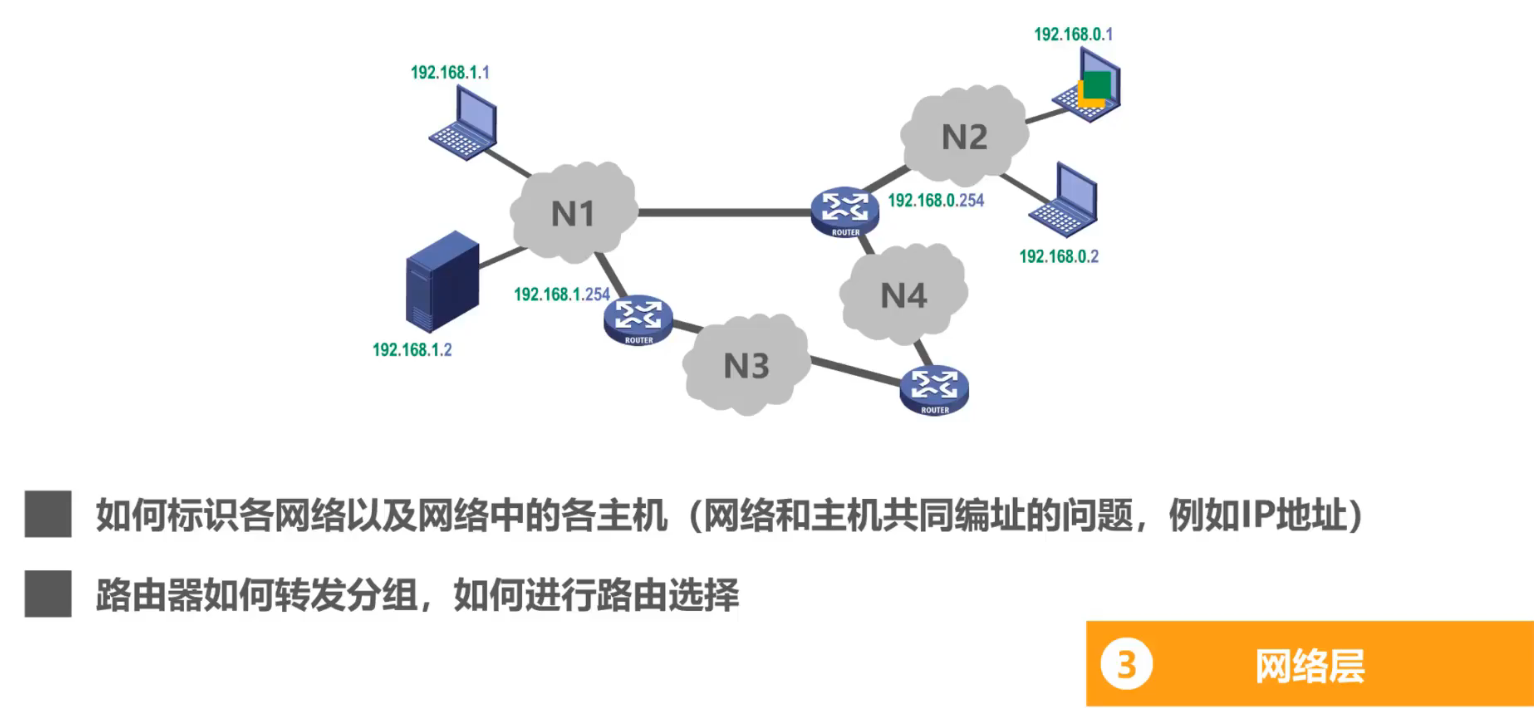 192.168.0.1
192.168.1.1
N2
N1
192.168.0.254
ROUTER
192.168.0.2
N4
192.168.1.254
ROUTER
192.168.1.2
N3
ROUTER
如何标识各网络以及网络中的各主机（网络和主机共同编址的问题，例如IP地址）
路由器如何转发分组，如何进行路由选择
3 网络层